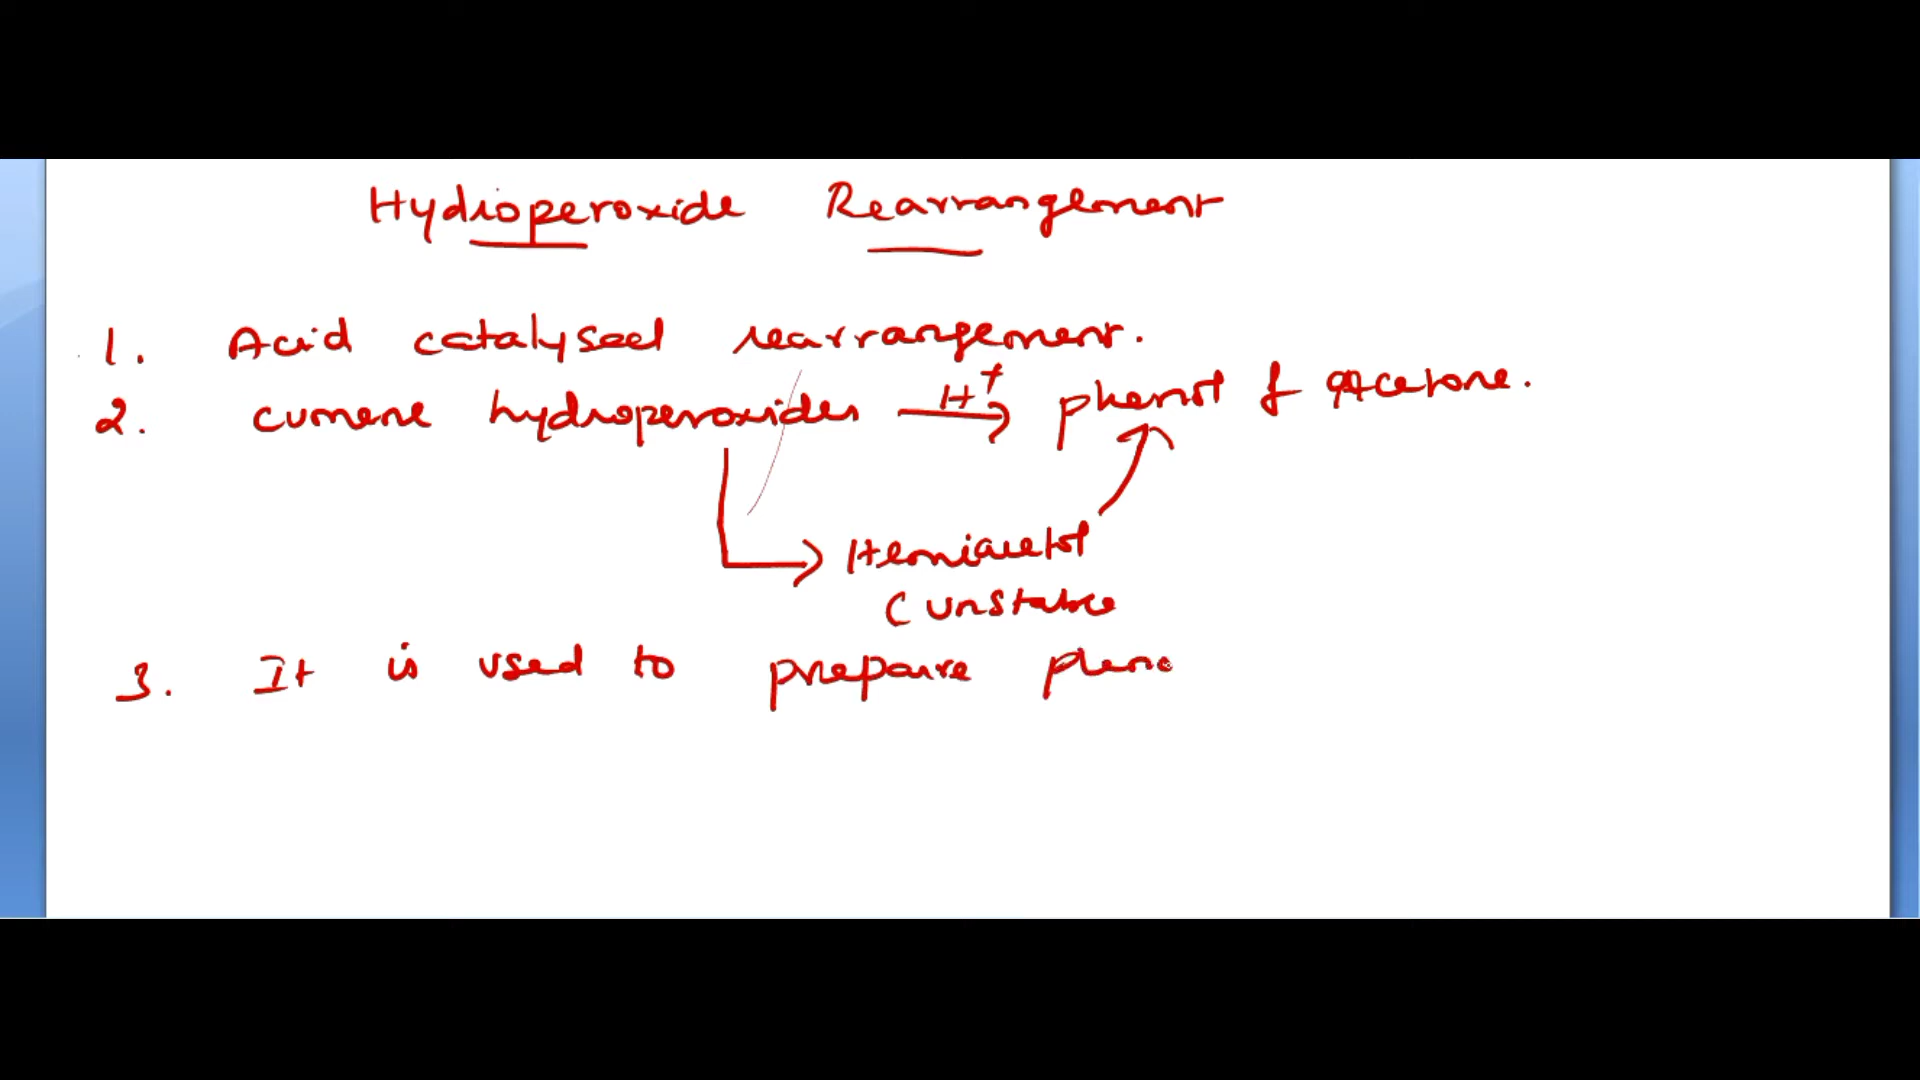 Hydroperoxide Rearrangement
1. Acid catalysed rearrangement.
2. cumene hydroperoxides H+ → phenol & Acetone.
→ Hemiacetal
( unstable
3. It is used to prepare pheno